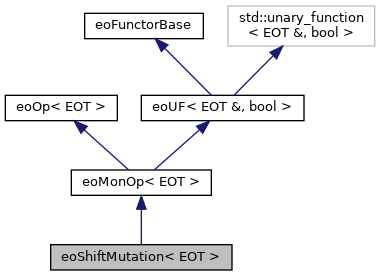 eoFunctorBase
std::unary_function
< EOT &, bool >
eoOp< EOT >
eoUF< EOT &, bool >
eoMonOp< EOT >
eoShiftMutation< EOT >